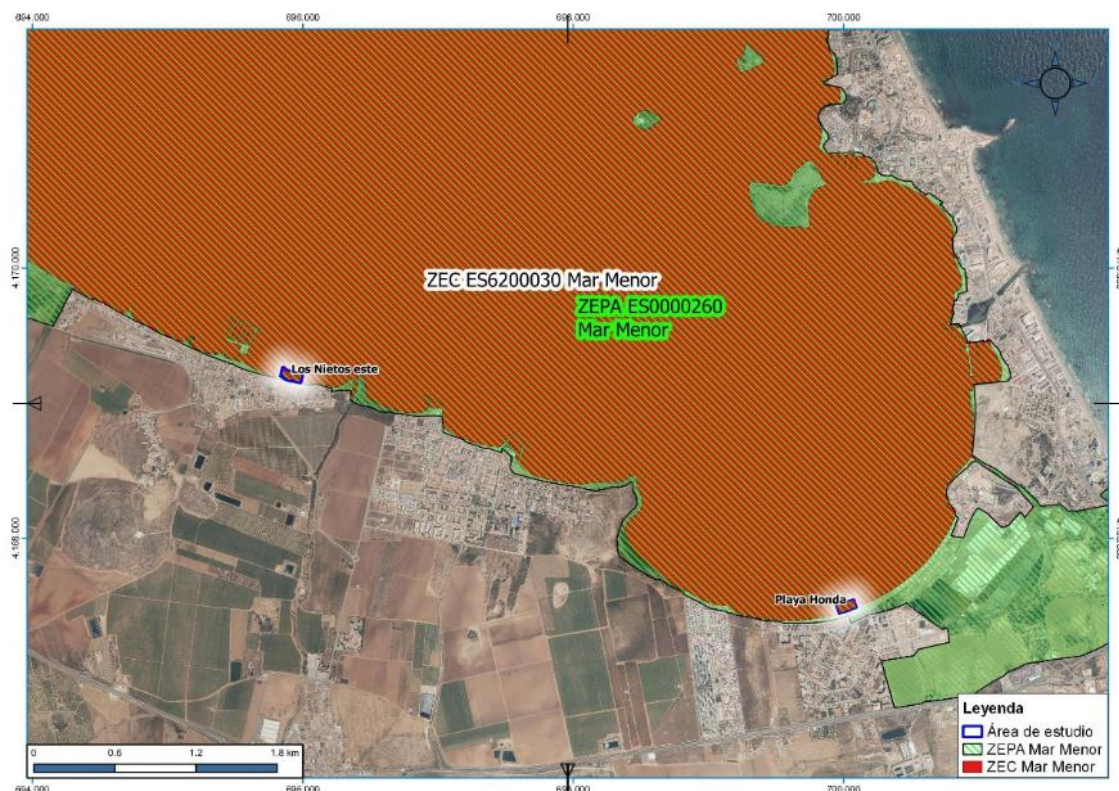 694.000
696.000
698.000
700.000
4.170.000
ZEC ES6200030 Mar Menor
ZEPA ES0000260
Mar Menor
Los Nietos este
4.168.000
Playa Honda
Leyenda
Área de estudio
ZEPA Mar Menor
ZEC Mar Menor
0 0.6 1.2 1.8 km
694.000
696.000
698.000
700.000